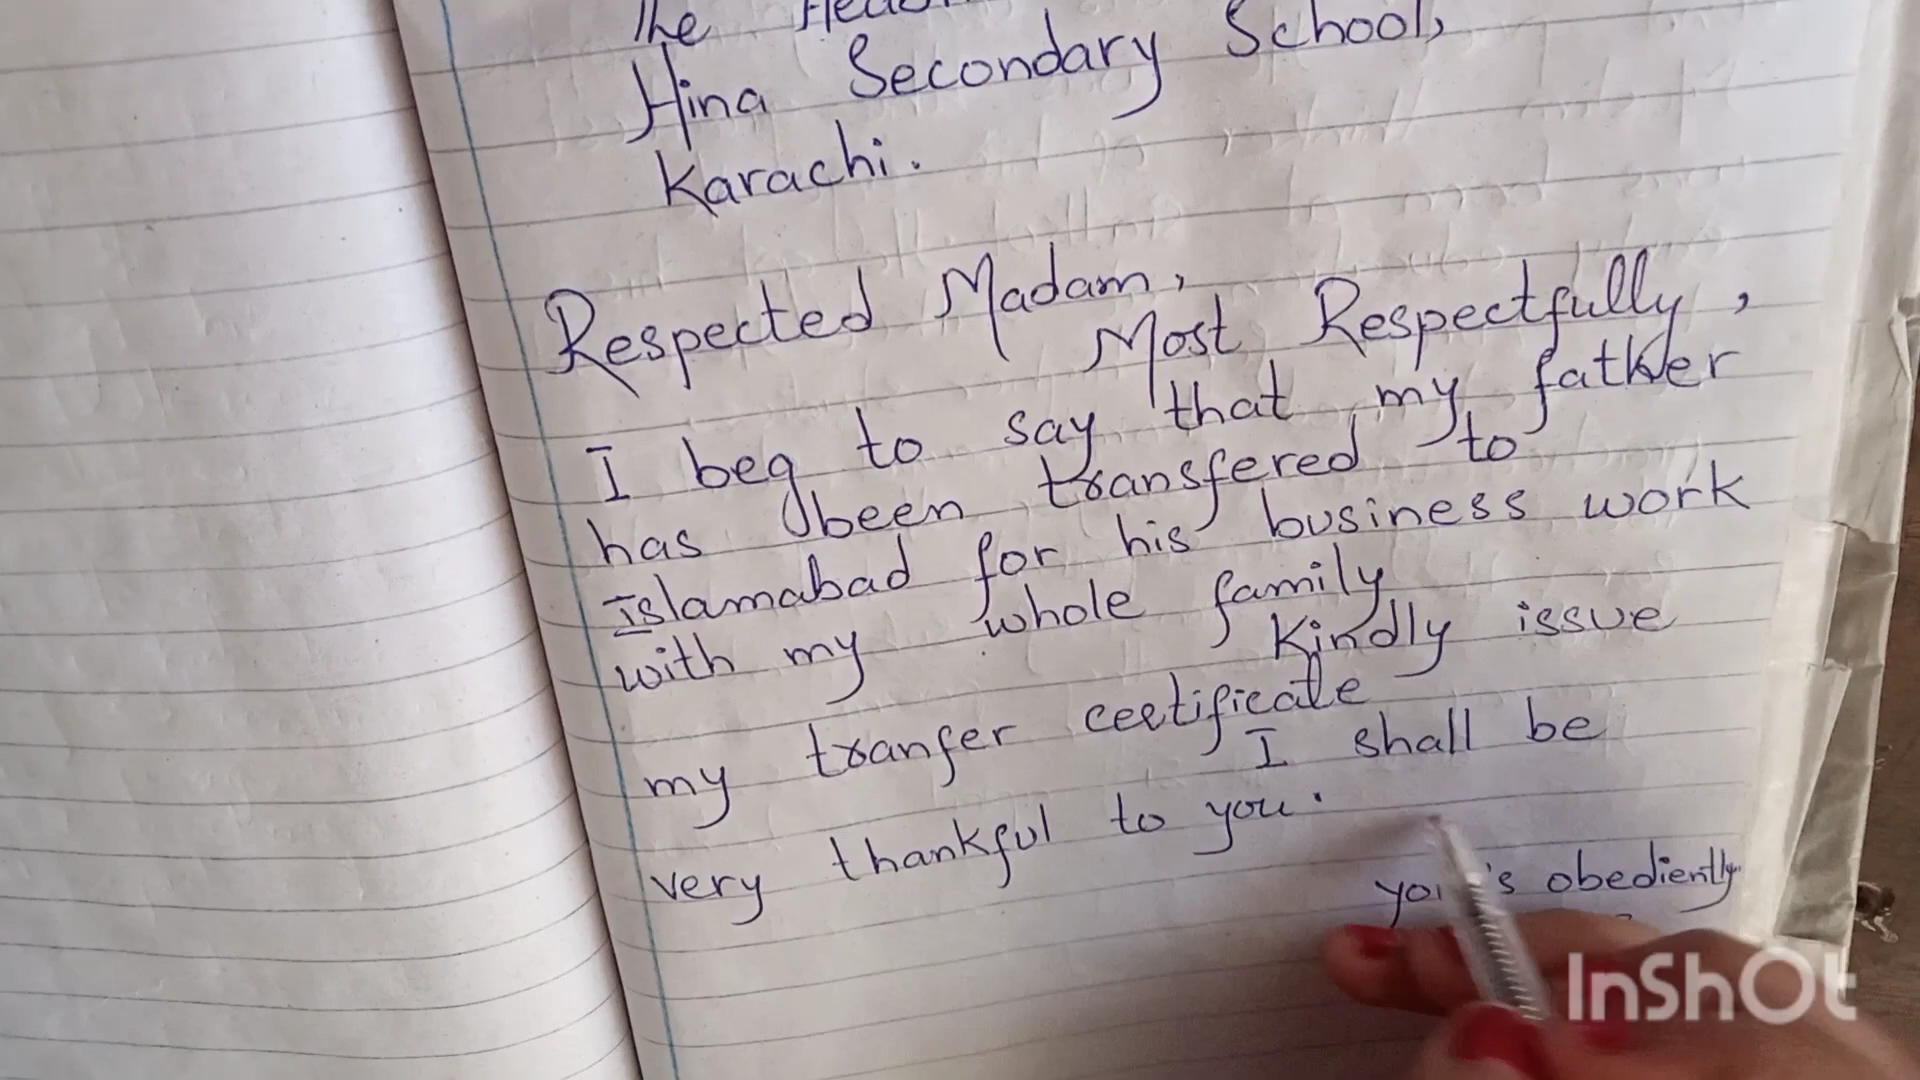 The
Hina Secondary School,
Karachi.
Respected Madam,
Most Respectfully,
I beg to say that my father
has been transfered to
islamabad for his business work
with my whole family
Kindly issue
my tranfer certificate
I shall be
very thankful to you.
obediently
InShOt